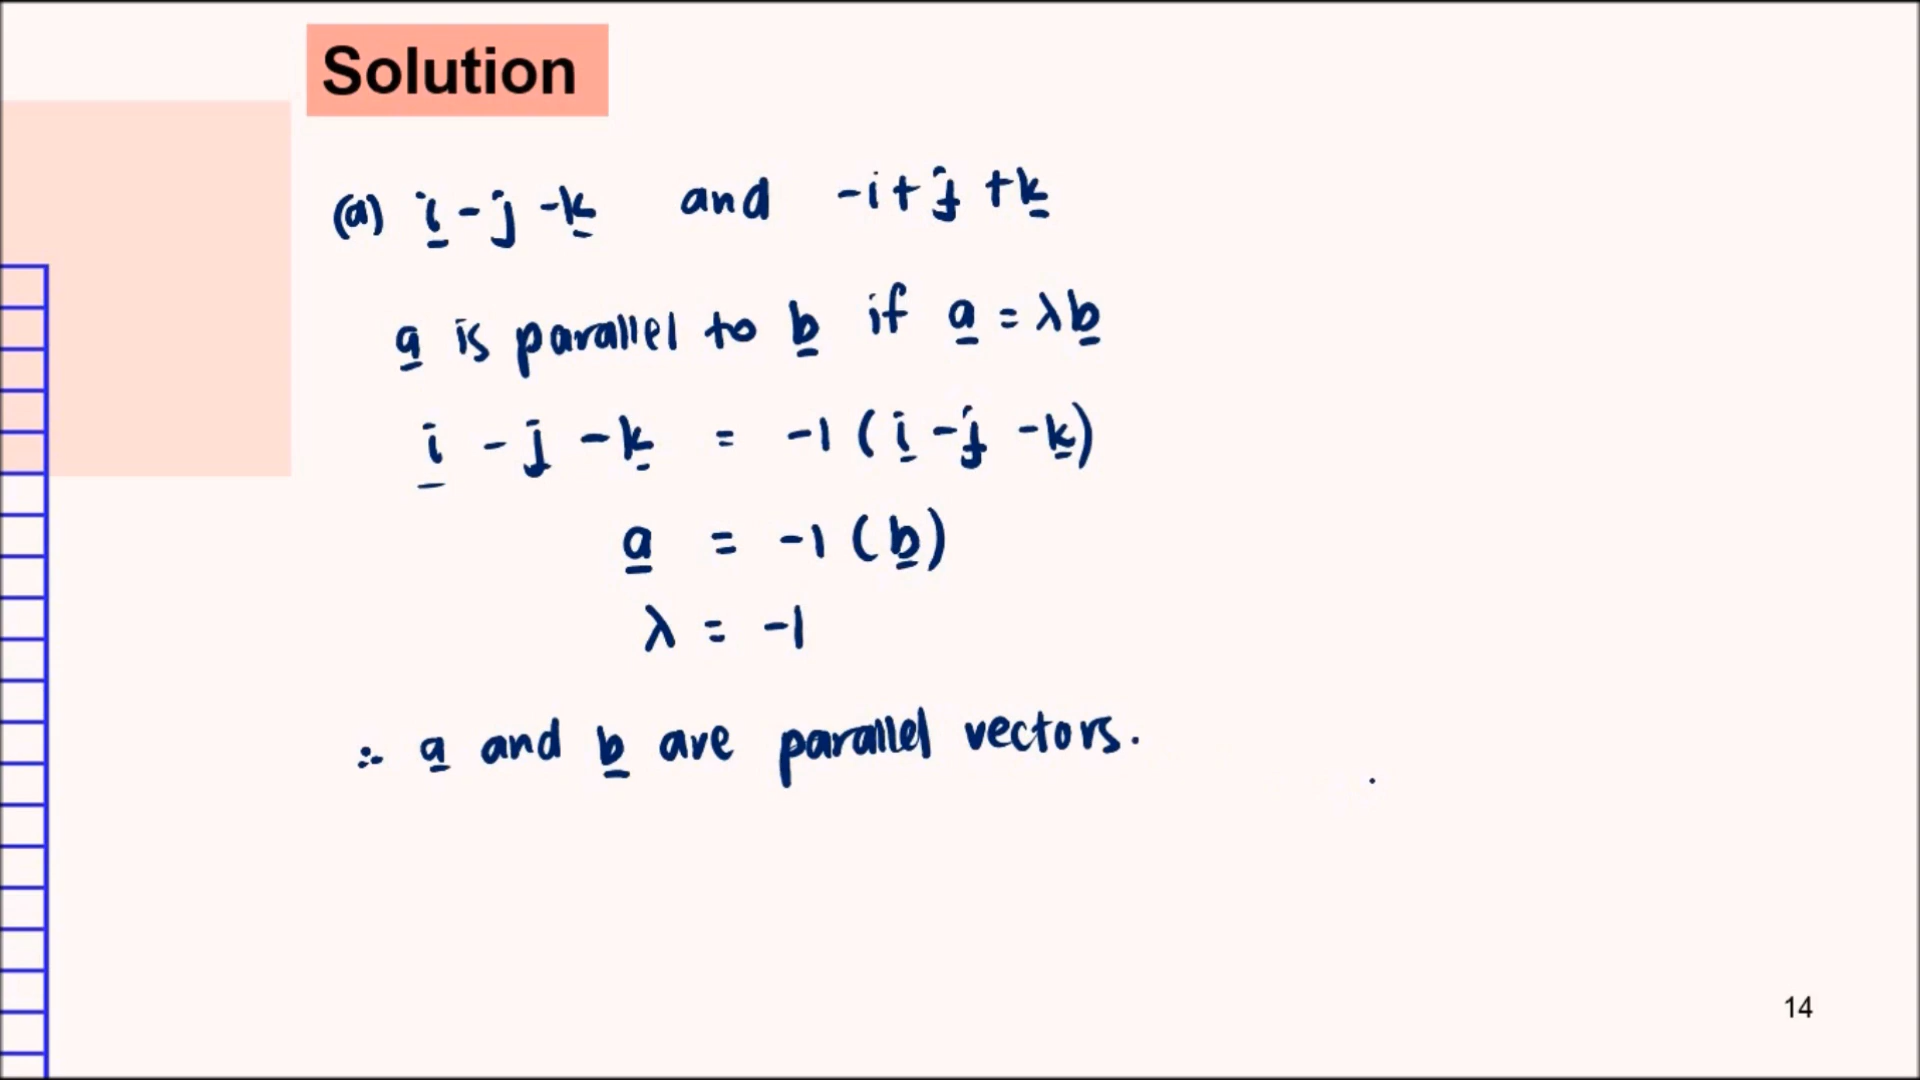 Solution
(a) i - j - k and -i + j + k
a is parallel to b if a = λb
i - j - k = -1 (i - j - k)
a = -1 (b)
λ = -1
∴ a and b are parallel vectors.
14